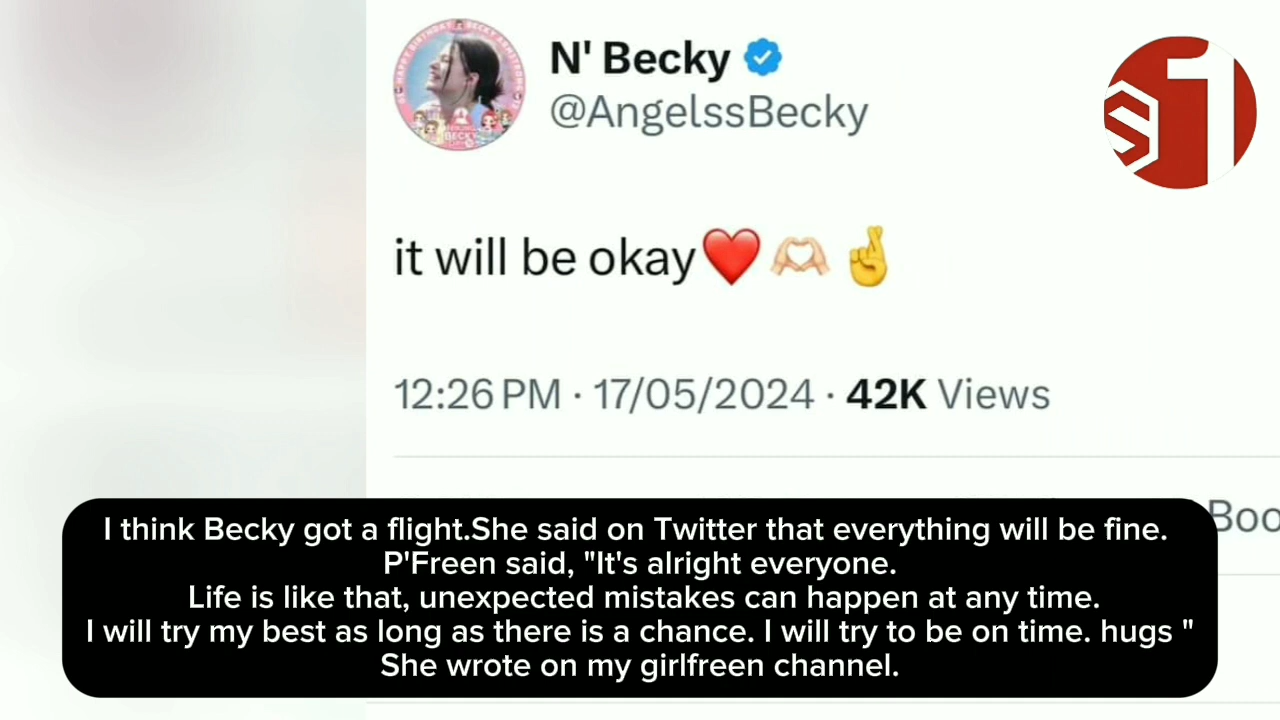 N' Becky
@AngelssBecky
it will be okay❤️🫶🏻🤞
12:26 PM · 17/05/2024 · 42K Views
Boo
I think Becky got a flight.She said on Twitter that everything will be fine.
P'Freen said, "It's alright everyone.
Life is like that, unexpected mistakes can happen at any time.
I will try my best as long as there is a chance. I will try to be on time. hugs "
She wrote on my girlfreen channel.